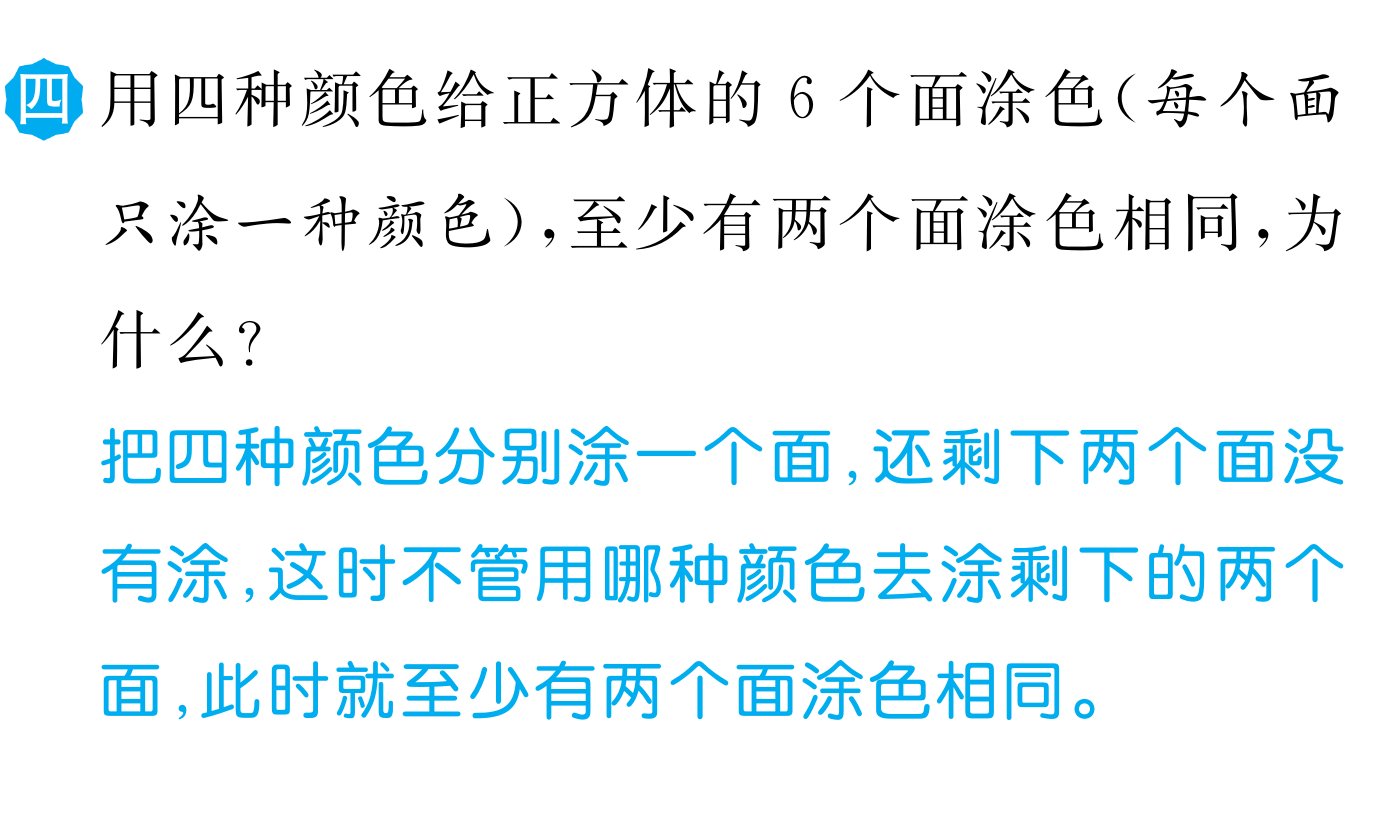 四 用四种颜色给正方体的 6 个面涂色(每个面
只涂一种颜色),至少有两个面涂色相同,为
什么?
把四种颜色分别涂一个面,还剩下两个面没
有涂,这时不管用哪种颜色去涂剩下的两个
面,此时就至少有两个面涂色相同。